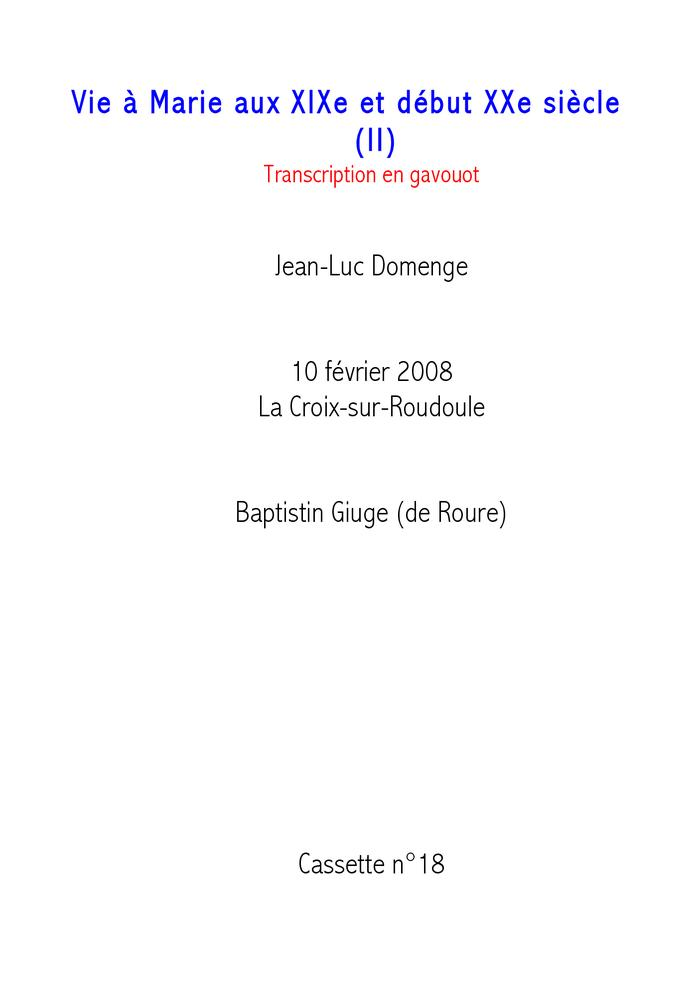 Vie à Marie aux XIXe et début XXe siècle
(II)
Transcription en gavouot
Jean-Luc Domenge
10 février 2008
La Croix-sur-Roudoule
Baptistin Giuge (de Roure)
Cassette n°18